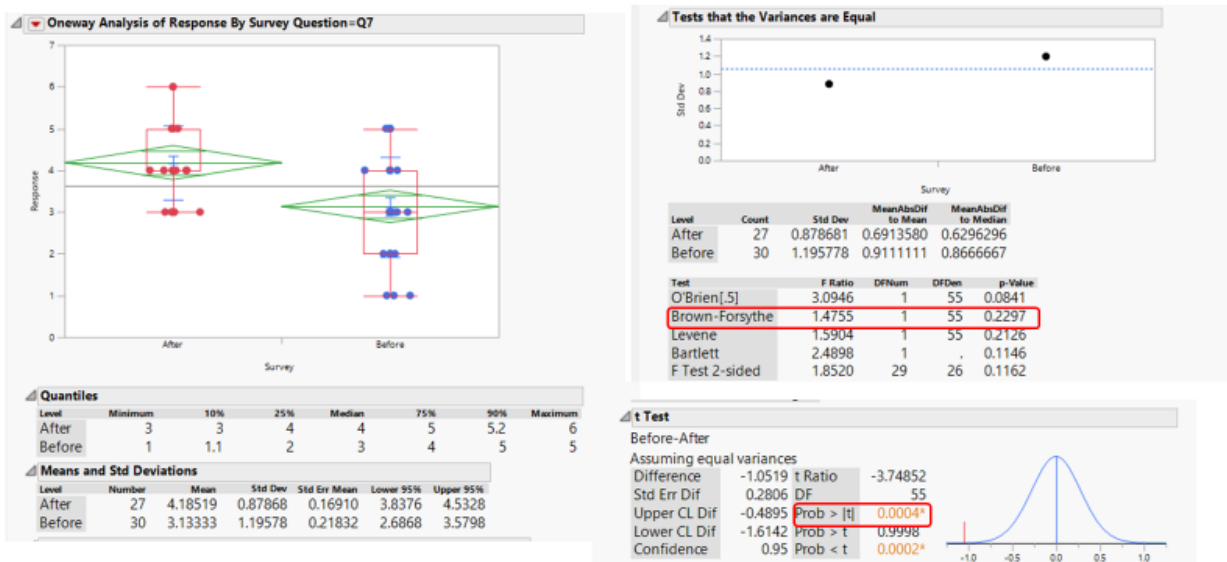 Oneway Analysis of Response By Survey Question=Q7
7
6
5
4
3
2
1
0
Response
After Before
Survey
Quantiles
Level Minimum 10% 25% Median 75% 90% Maximum
After 3 3 4 4 5 5.2 6
Before 1 1.1 2 3 4 5 5
Means and Std Deviations
Level Number Mean Std Dev Std Err Mean Lower 95% Upper 95%
After 27 4.18519 0.87868 0.16910 3.8376 4.5328
Before 30 3.13333 1.19578 0.21832 2.6868 3.5798
Tests that the Variances are Equal
1.4
1.2
1.0
0.8
0.6
0.4
0.2
0.0
Std Dev
After Before
Survey
MeanAbsDif MeanAbsDif
Level Count Std Dev to Mean to Median
After 27 0.878681 0.6913580 0.6296296
Before 30 1.195778 0.9111111 0.8666667
Test F Ratio DFNum DFDen p-Value
O'Brien[.5] 3.0946 1 55 0.0841
Brown-Forsythe 1.4755 1 55 0.2297
Levene 1.5904 1 55 0.2126
Bartlett 2.4898 1 . 0.1146
F Test 2-sided 1.8520 29 26 0.1162
t Test
Before-After
Assuming equal variances
Difference -1.0519 t Ratio -3.74852
Std Err Dif 0.2806 DF 55
Upper CL Dif -0.4895 Prob > |t| 0.0004*
Lower CL Dif -1.6142 Prob > t 0.9998
Confidence 0.95 Prob < t 0.0002*
-1.0 -0.5 0.0 0.5 1.0